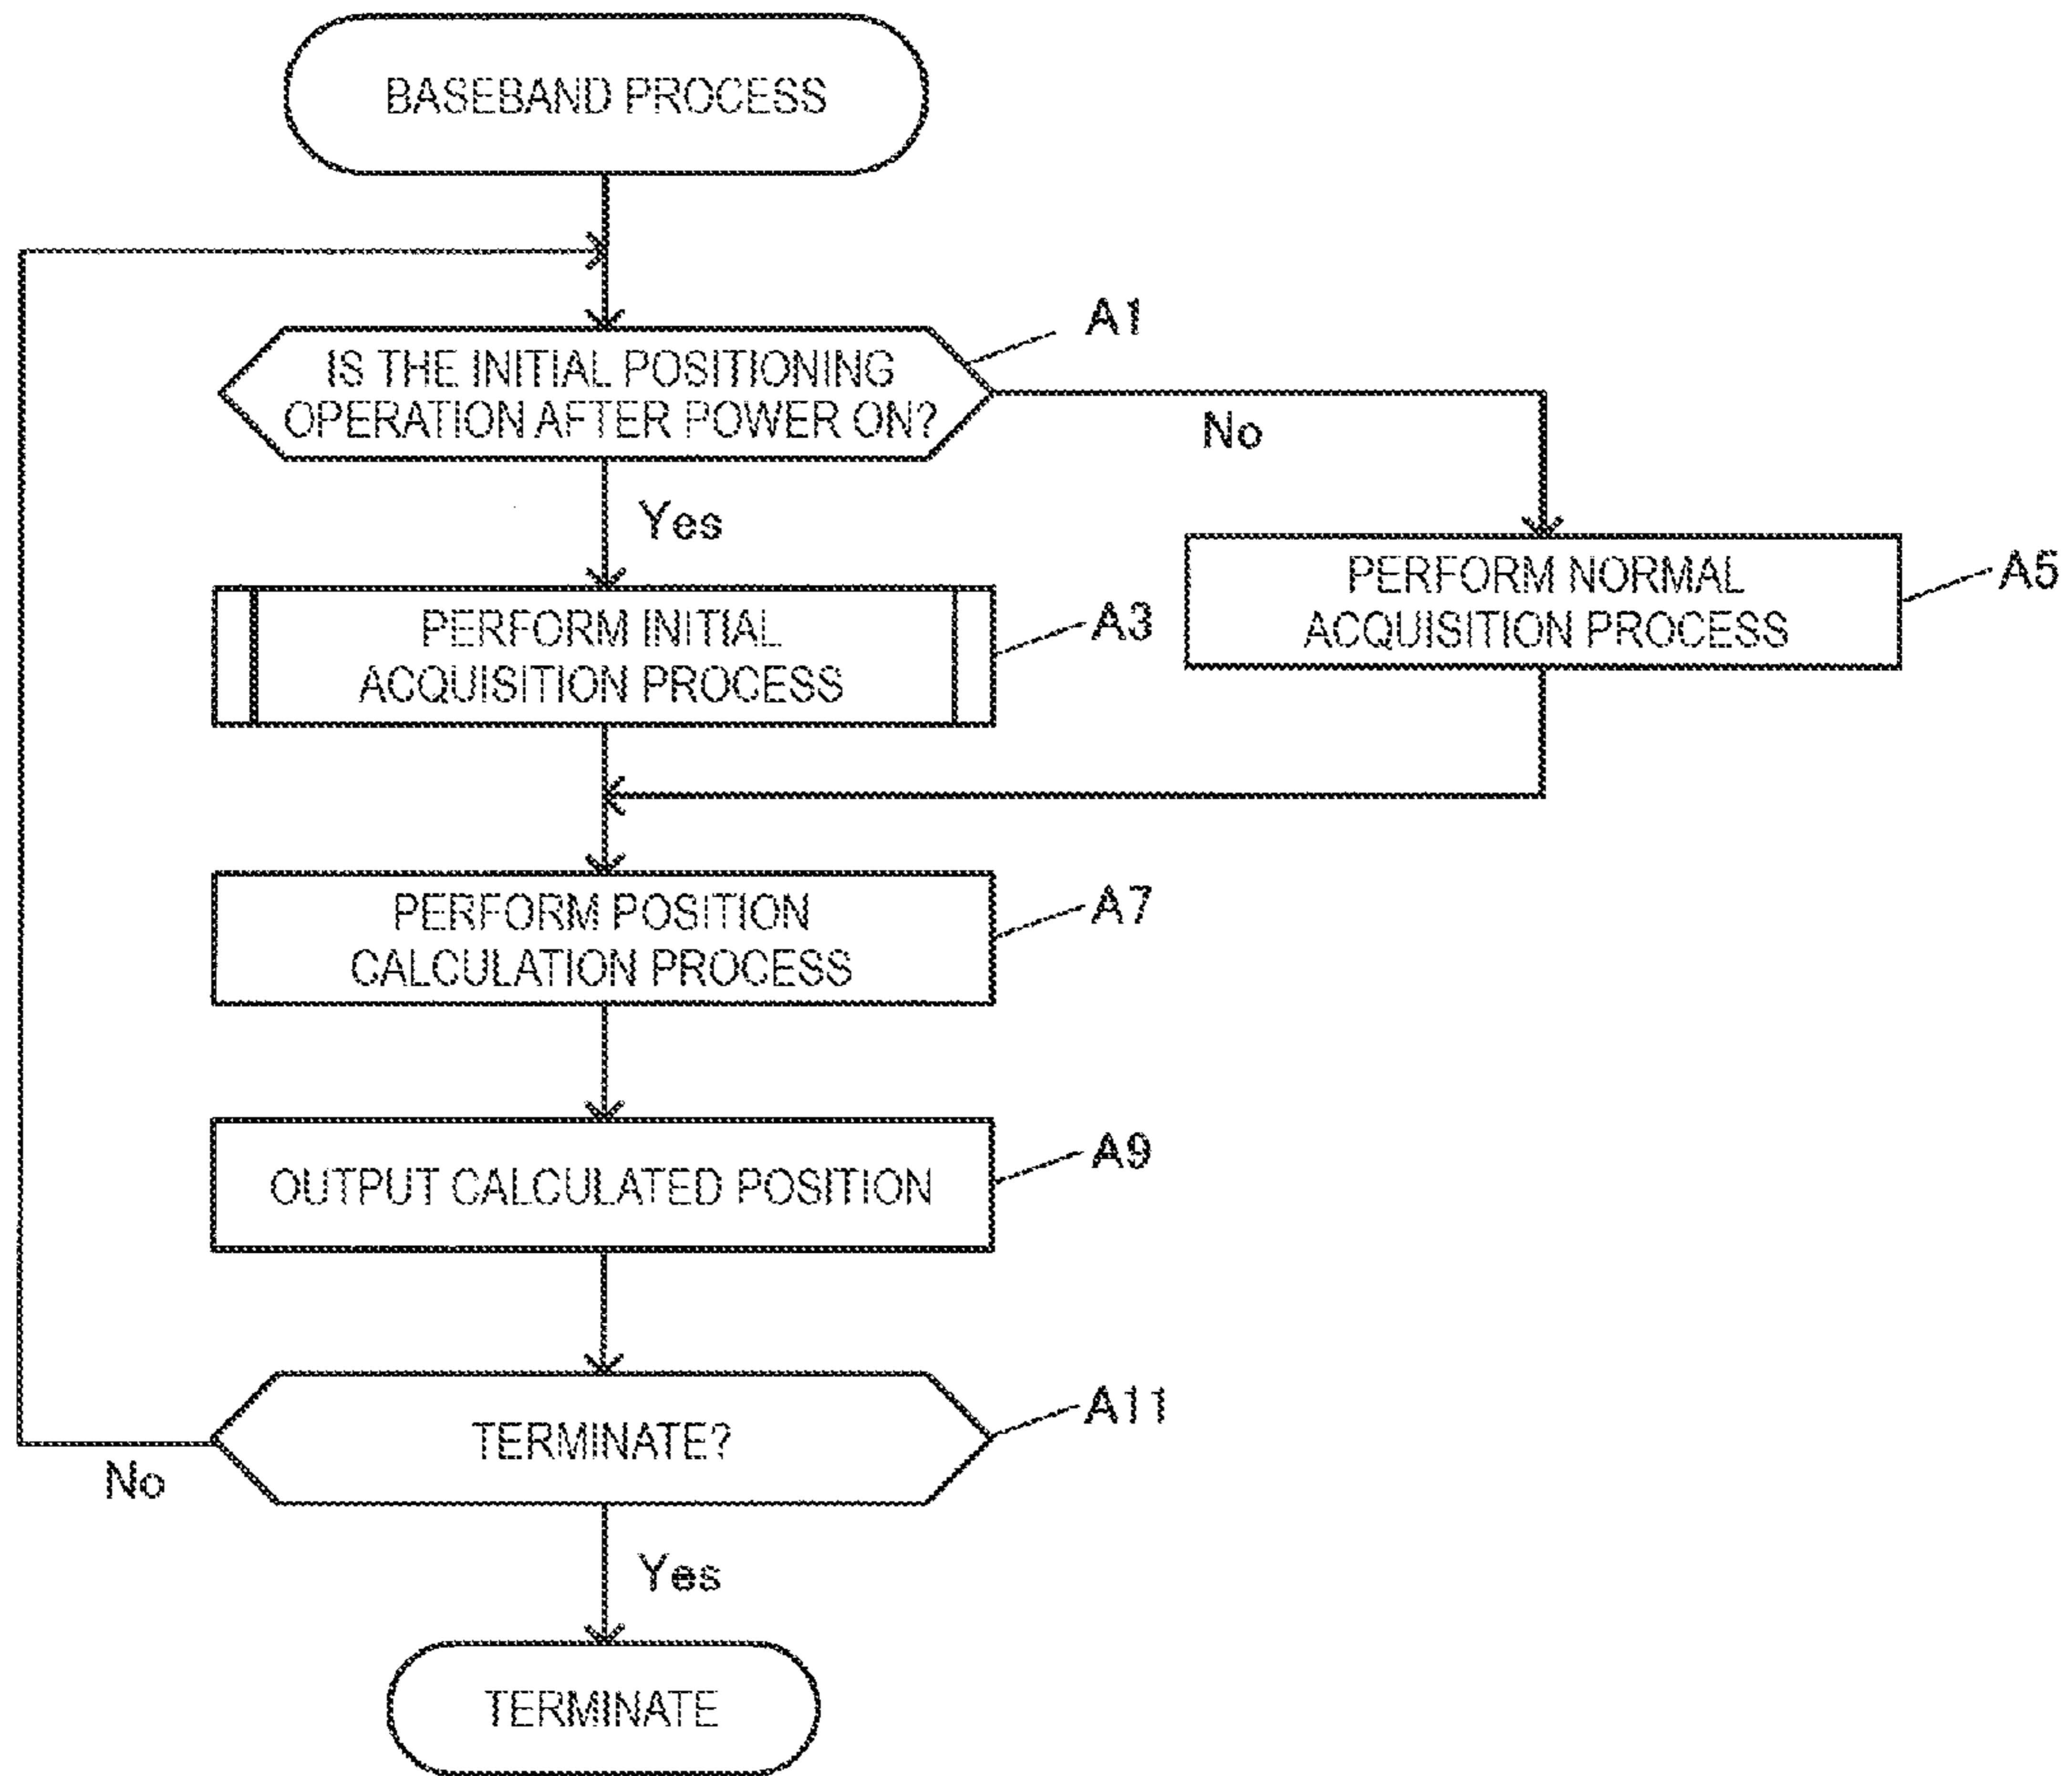 BASEBAND PROCESS
A1
IS THE INITIAL POSITIONING
OPERATION AFTER POWER ON?
No
Yes
PERFORM INITIAL
ACQUISITION PROCESS
A3
PERFORM NORMAL
ACQUISITION PROCESS
A5
PERFORM POSITION
CALCULATION PROCESS
A7
OUTPUT CALCULATED POSITION
A9
TERMINATE?
A11
No
Yes
TERMINATE